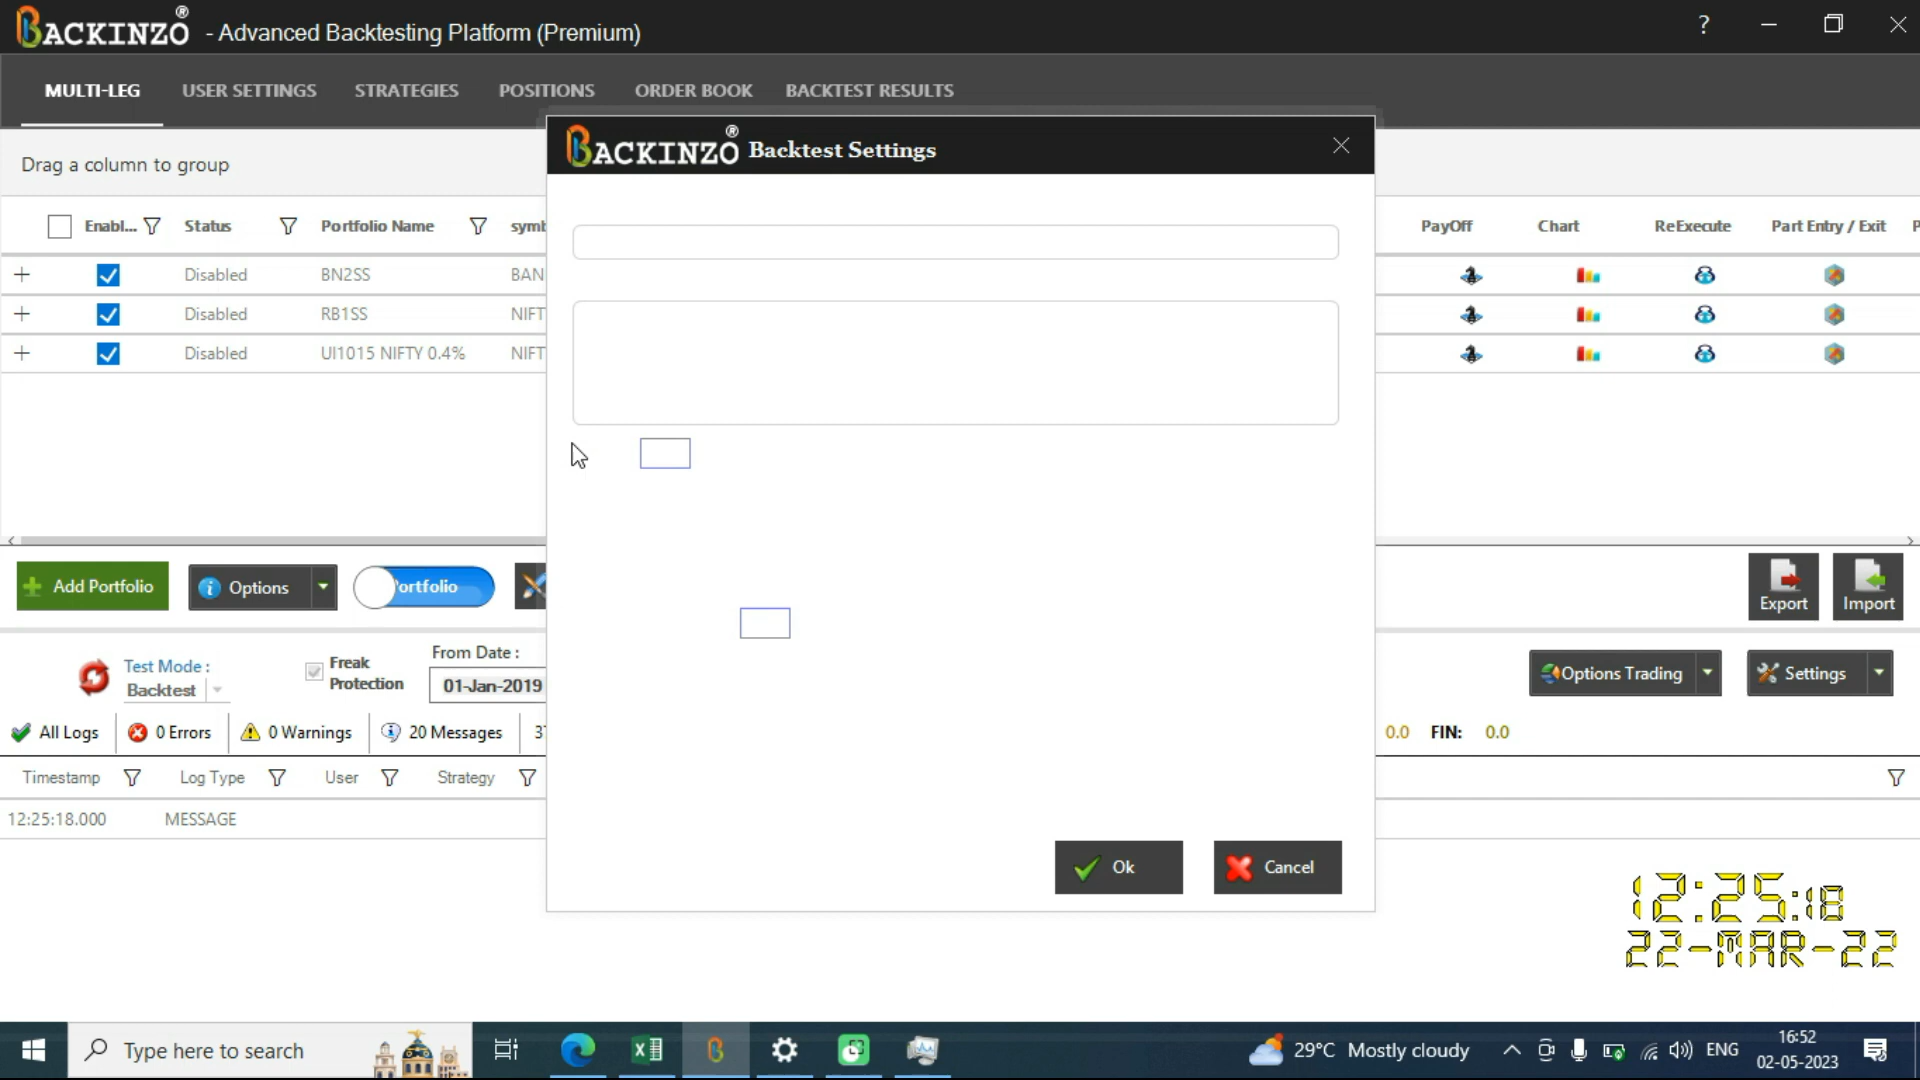 BACKINZO® - Advanced Backtesting Platform (Premium)
?
MULTI-LEG USER SETTINGS STRATEGIES POSITIONS ORDER BOOK BACKTEST RESULTS
BACKINZO® Backtest Settings
Drag a column to group
Enabl... Status Portfolio Name symb PayOff Chart ReExecute Part Entry / Exit P
Disabled BN2SS BAN
Disabled RB1SS NIFT
Disabled UI1015 NIFTY 0.4% NIFT
Add Portfolio Options ortfolio Export Import
Test Mode :
Backtest
Freak
Protection
From Date :
01-Jan-2019
Options Trading Settings
All Logs 0 Errors 0 Warnings 20 Messages 0.0 FIN: 0.0
Timestamp Log Type User Strategy
12:25:18.000 MESSAGE
Ok Cancel
12:25:18
22-MAR-22
Type here to search 29°C Mostly cloudy ENG
16:52
02-05-2023